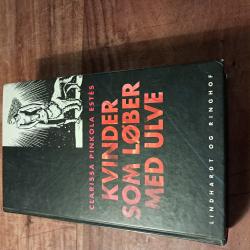 CLARISSA PINKOLA ESTÉS
KVINDER
SOM LØBER
MED ULVE
LINDHARDT OG RINGHOF